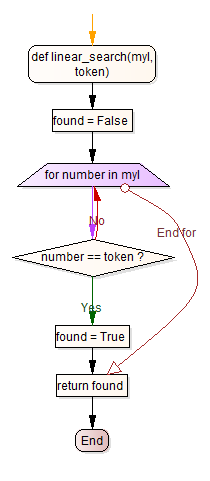 def linear_search(myl,
token)
found = False
for number in myl
No
End for
number == token ?
Yes
found = True
return found
End